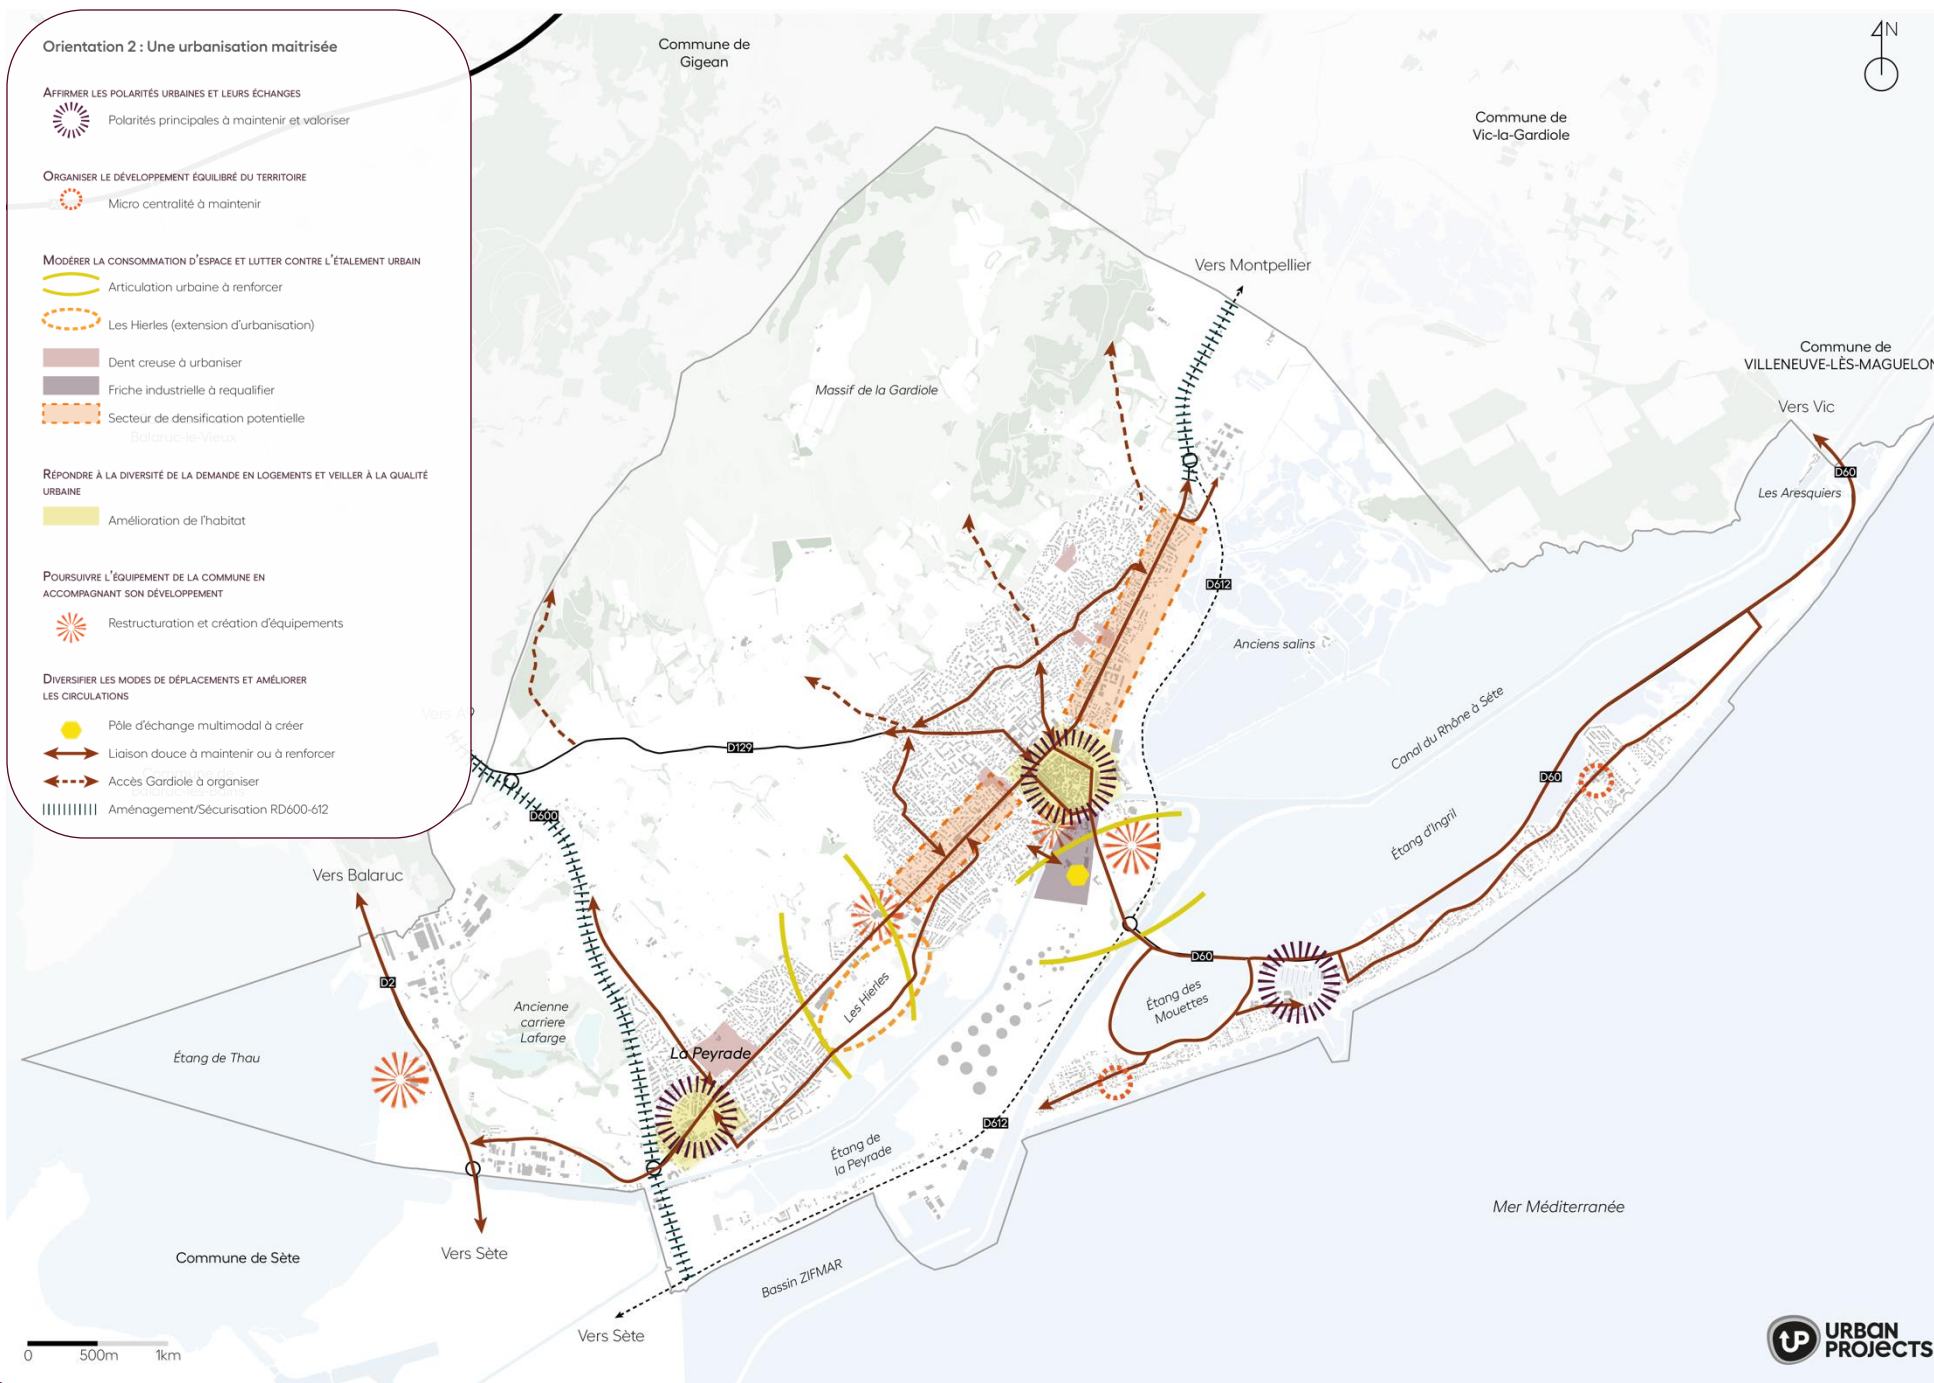 Orientation 2 : Une urbanisation maitrisée
AFFIRMER LES POLARITÉS URBAINES ET LEURS ÉCHANGES
Polarités principales à maintenir et valoriser
ORGANISER LE DÉVELOPPEMENT ÉQUILIBRÉ DU TERRITOIRE
Micro centralité à maintenir
MODÉRER LA CONSOMMATION D'ESPACE ET LUTTER CONTRE L'ÉTALEMENT URBAIN
Articulation urbaine à renforcer
Les Hierles (extension d'urbanisation)
Dent creuse à urbaniser
Friche industrielle à requalifier
Secteur de densification potentielle
Balaruc-le-Vieux
RÉPONDRE À LA DIVERSITÉ DE LA DEMANDE EN LOGEMENTS ET VEILLER À LA QUALITÉ
URBAINE
Amélioration de l'habitat
POURSUIVRE L'ÉQUIPEMENT DE LA COMMUNE EN
ACCOMPAGNANT SON DÉVELOPPEMENT
Restructuration et création d'équipements
DIVERSIFIER LES MODES DE DÉPLACEMENTS ET AMÉLIORER
LES CIRCULATIONS
Pôle d'échange multimodal à créer
Liaison douce à maintenir ou à renforcer
Accès Gardiole à organiser
Aménagement/Sécurisation RD600-612
Commune de
Gigean
Commune de
Vic-la-Gardiole
N
Vers Montpellier
Commune de
VILLENEUVE-LÈS-MAGUELON
Vers Vic
D60
Les Aresquiers
Massif de la Gardiole
D612
Anciens salins
Canal du Rhône à Séte
D129
D60
D600
Étang d'Ingril
Vers Balaruc
D2
D60
Les Hierles
Étang des
Mouettes
Ancienne
carriere
Lafarge
Étang de Thau
La Peyrade
D612
Étang de
la Peyrade
Mer Méditerranée
Commune de Sète
Vers Sète
Bassin ZIFMAR
Vers Sète
0 500m 1km
UP
URBAN
PROJECTS